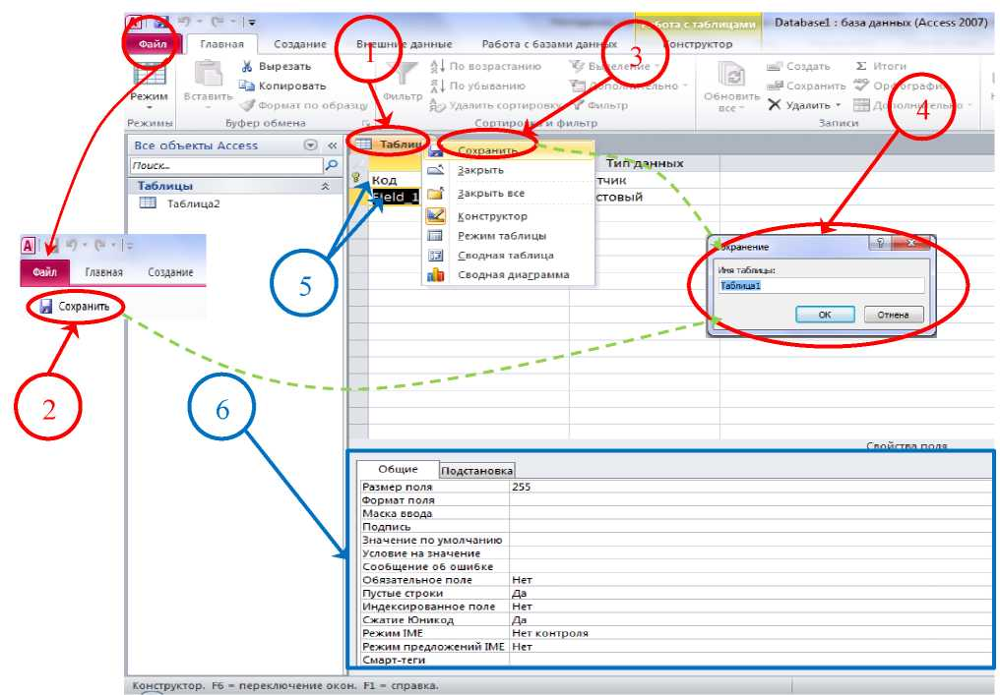 Работа с таблицами Database1 : база данных (Access 2007)
Файл Главная Создание Внешние данные Работа с базами данных Конструктор
1
3
Вырезать По возрастанию Выделение Создать Σ Итоги
Режим Вставить Копировать Фильтр По убыванию Дополнительно Обновить все Сохранить Орфография
Формат по образцу Удалить сортировку Фильтр Удалить Дополнительно
4
Режимы Буфер обмена Сортировка и фильтр Записи
Все объекты Access «
Таблиц
Поиск...
Таблицы
Таблица2
Сохранить
Закрыть
Закрыть все
Конструктор
Режим таблицы
Сводная таблица
Сводная диаграмма
Тип данных
Код тчик
Field_1 стовый
A
Файл Главная Создание
Сохранить
5
2
6
охранение
Имя таблицы:
Таблица1
ОК Отмена
Свойства поля
Общие Подстановка
Размер поля 255
Формат поля
Маска ввода
Подпись
Значение по умолчанию
Условие на значение
Сообщение об ошибке
Обязательное поле Нет
Пустые строки Да
Индексированное поле Нет
Сжатие Юникод Да
Режим IME Нет контроля
Режим предложений IME Нет
Смарт-теги
Конструктор. F6 = переключение окон. F1 = справка.